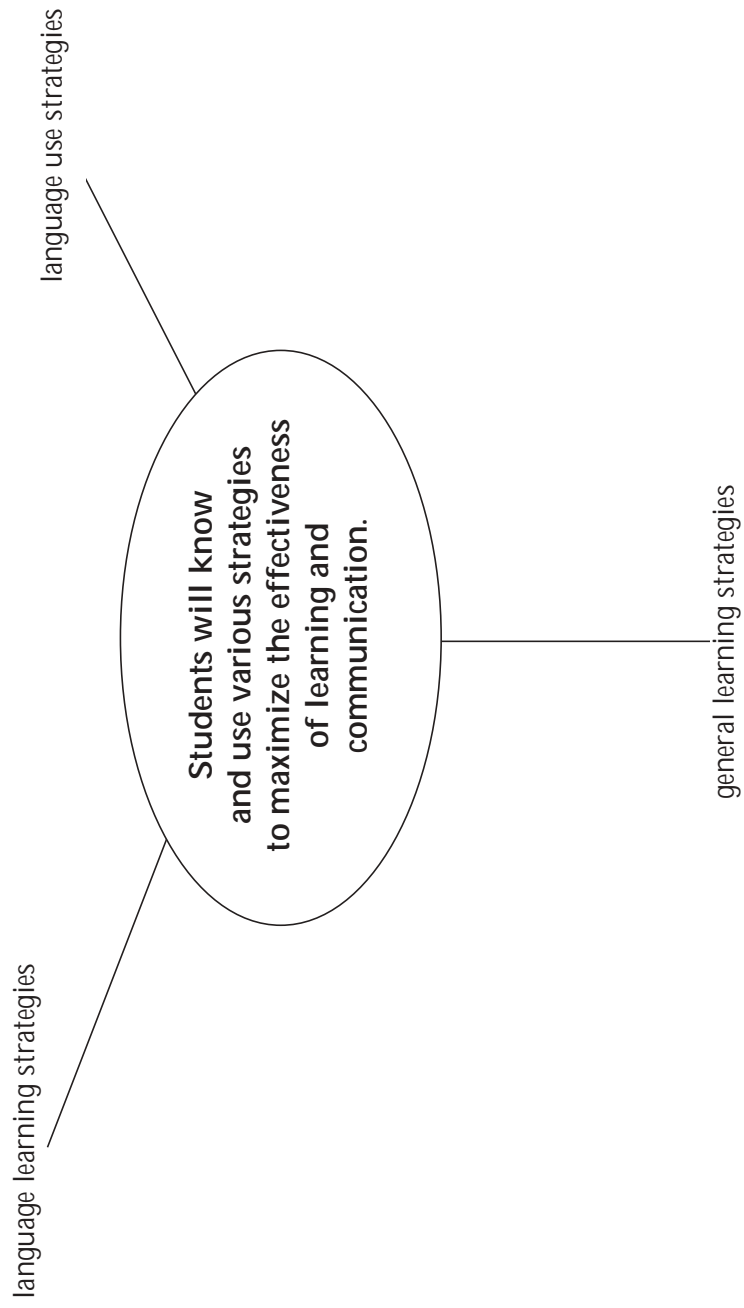 language learning strategies
language use strategies
Students will know
and use various strategies
to maximize the effectiveness
of learning and
communication.
general learning strategies